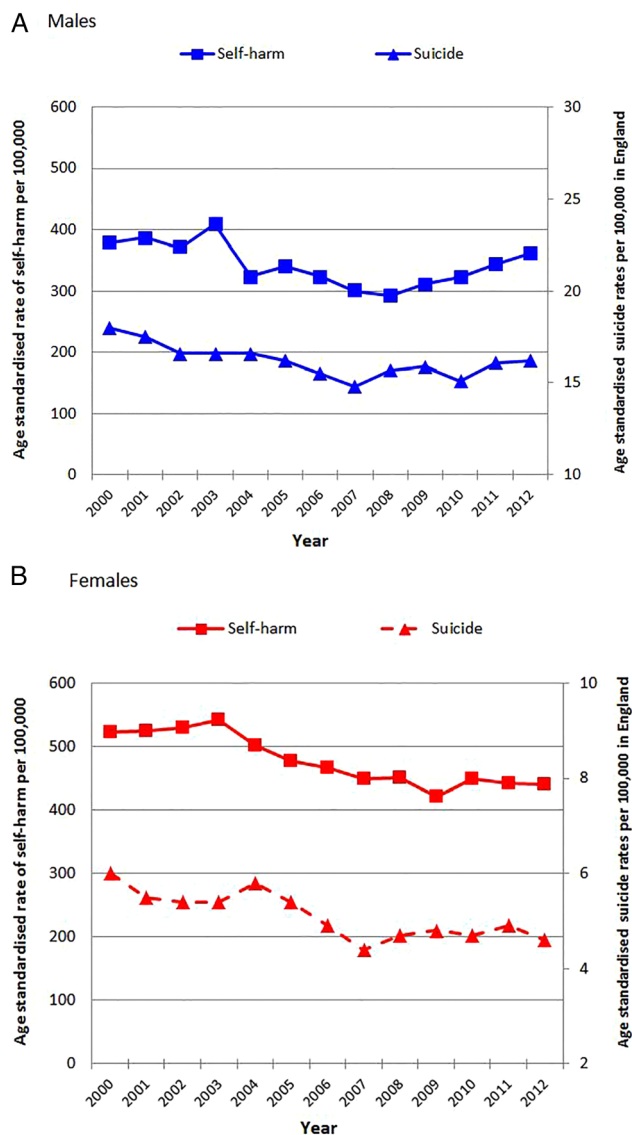 A Males
Self-harm Suicide
Age standardised rate of self-harm per 100,000
600
500
400
300
200
100
0
30
25
20
15
10
Age standardised suicide rates per 100,000 in England
2000 2001 2002 2003 2004 2005 2006 2007 2008 2009 2010 2011 2012
Year
B Females
Self-harm Suicide
Age standardised rate of self-harm per 100,000
600
500
400
300
200
100
0
10
8
6
4
2
Age standardised suicide rates per 100,000 in England
2000 2001 2002 2003 2004 2005 2006 2007 2008 2009 2010 2011 2012
Year